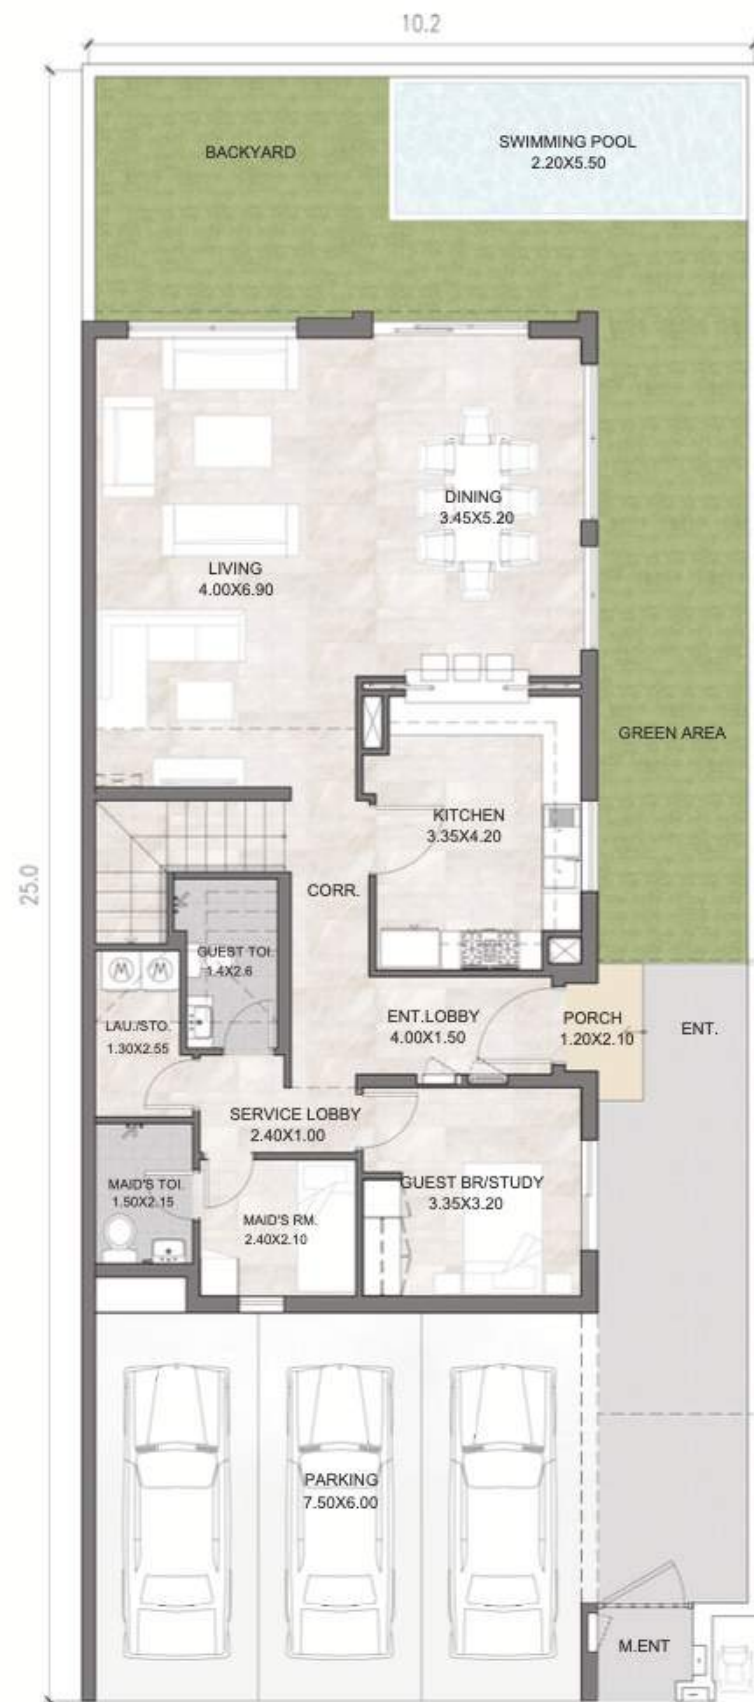 10.2
BACKYARD
SWIMMING POOL
2.20X5.50
DINING
3.45X5.20
LIVING
4.00X6.90
GREEN AREA
KITCHEN
3.35X4.20
25.0
CORR.
GUEST TOI.
1.4X2.6
ENT.LOBBY
4.00X1.50
PORCH
1.20X2.10
ENT.
LAU./STO.
1.30X2.55
SERVICE LOBBY
2.40X1.00
MAID'S TOI.
1.50X2.15
GUEST BR/STUDY
3.35X3.20
MAID'S RM.
2.40X2.10
PARKING
7.50X6.00
M.ENT